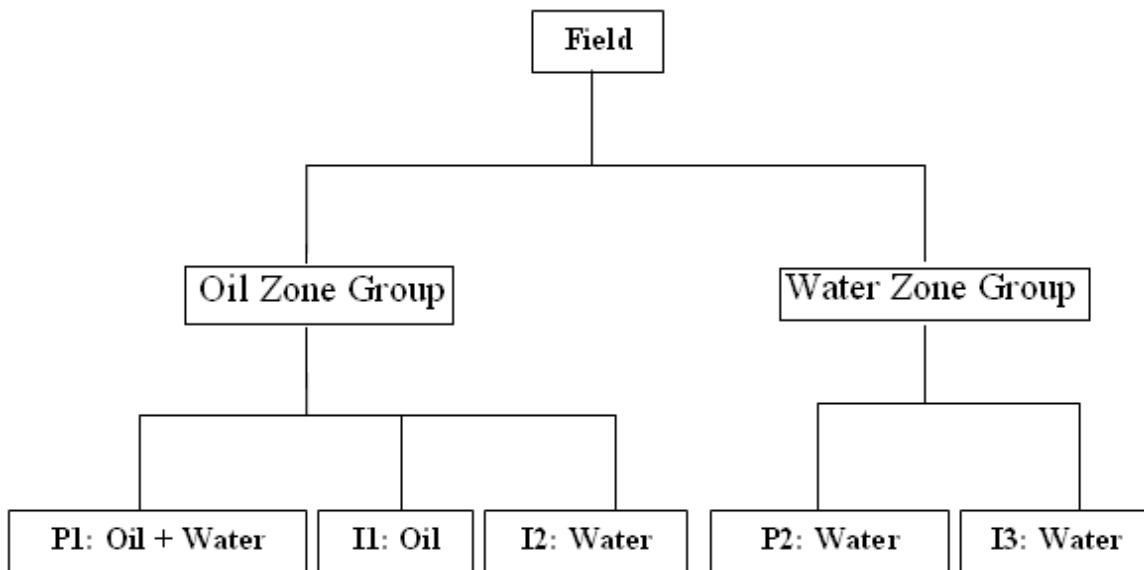 Field
Oil Zone Group
Water Zone Group
P1: Oil + Water
I1: Oil
I2: Water
P2: Water
I3: Water